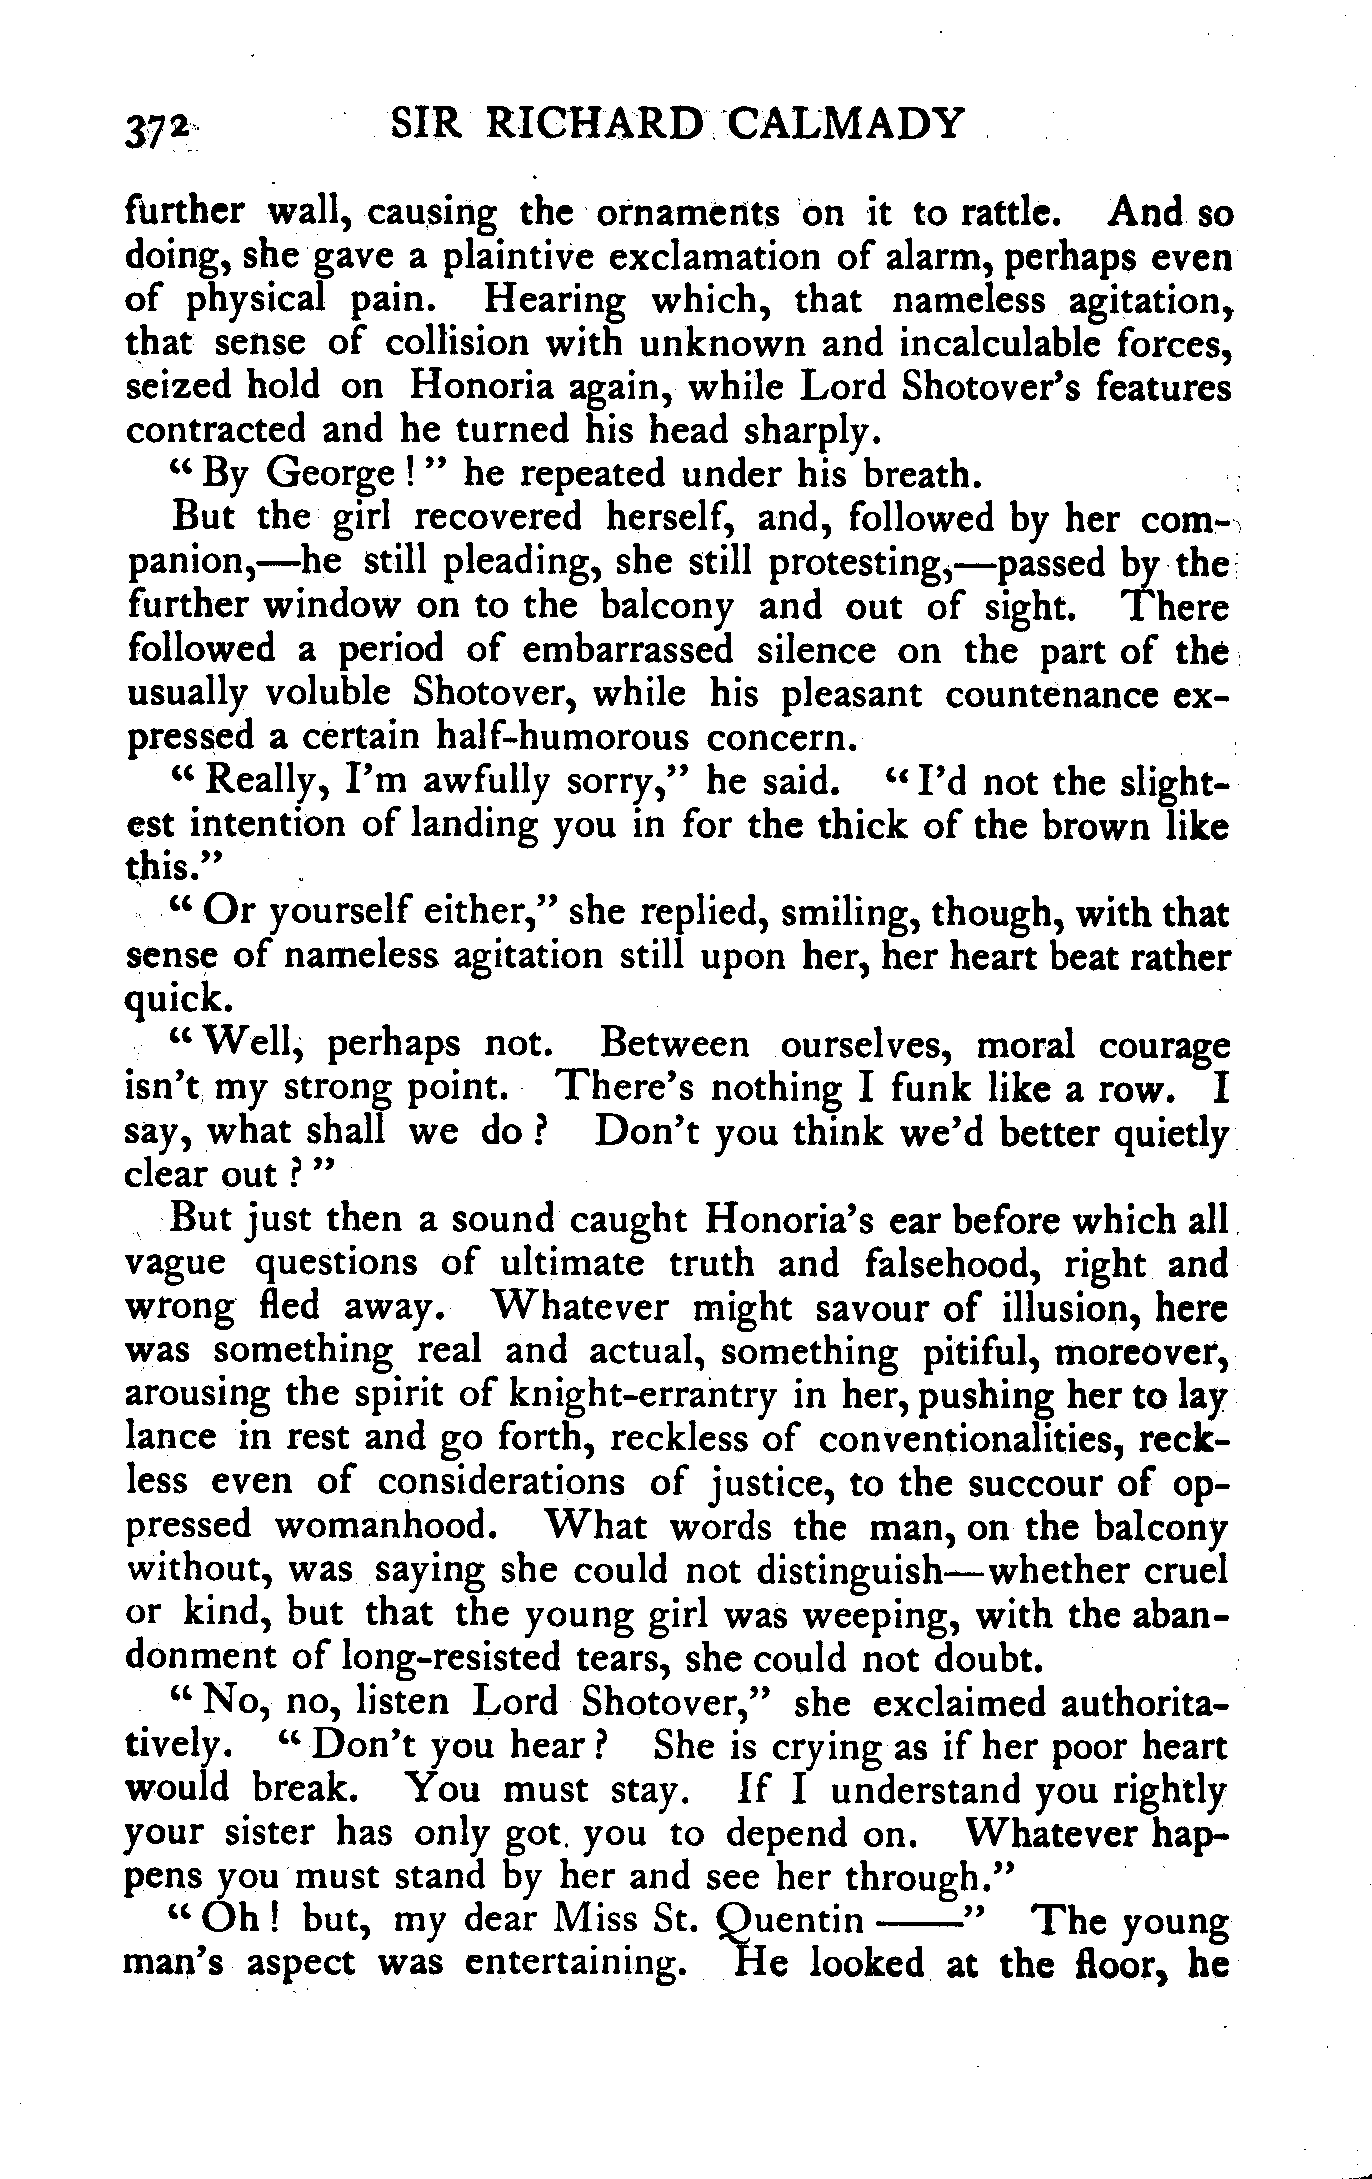 372 SIR RICHARD CALMADY
further wall, causing the ornaments on it to rattle. And so
doing, she gave a plaintive exclamation of alarm, perhaps even
of physical pain. Hearing which, that nameless agitation,
that sense of collision with unknown and incalculable forces,
seized hold on Honoria again, while Lord Shotover's features
contracted and he turned his head sharply.
"By George!" he repeated under his breath.
But the girl recovered herself, and, followed by her com-
panion,—he still pleading, she still protesting,—passed by the
further window on to the balcony and out of sight. There
followed a period of embarrassed silence on the part of the
usually voluble Shotover, while his pleasant countenance ex-
pressed a certain half-humorous concern.
"Really, I'm awfully sorry," he said. "I'd not the slight-
est intention of landing you in for the thick of the brown like
this."
"Or yourself either," she replied, smiling, though, with that
sense of nameless agitation still upon her, her heart beat rather
quick.
"Well, perhaps not. Between ourselves, moral courage
isn't my strong point. There's nothing I funk like a row. I
say, what shall we do? Don't you think we'd better quietly
clear out?"
But just then a sound caught Honoria's ear before which all
vague questions of ultimate truth and falsehood, right and
wrong fled away. Whatever might savour of illusion, here
was something real and actual, something pitiful, moreover,
arousing the spirit of knight-errantry in her, pushing her to lay
lance in rest and go forth, reckless of conventionalities, reck-
less even of considerations of justice, to the succour of op-
pressed womanhood. What words the man, on the balcony
without, was saying she could not distinguish—whether cruel
or kind, but that the young girl was weeping, with the aban-
donment of long-resisted tears, she could not doubt.
"No, no, listen Lord Shotover," she exclaimed authorita-
tively. "Don't you hear? She is crying as if her poor heart
would break. You must stay. If I understand you rightly
your sister has only got you to depend on. Whatever hap-
pens you must stand by her and see her through."
"Oh! but, my dear Miss St. Quentin ——" The young
man's aspect was entertaining. He looked at the floor, he